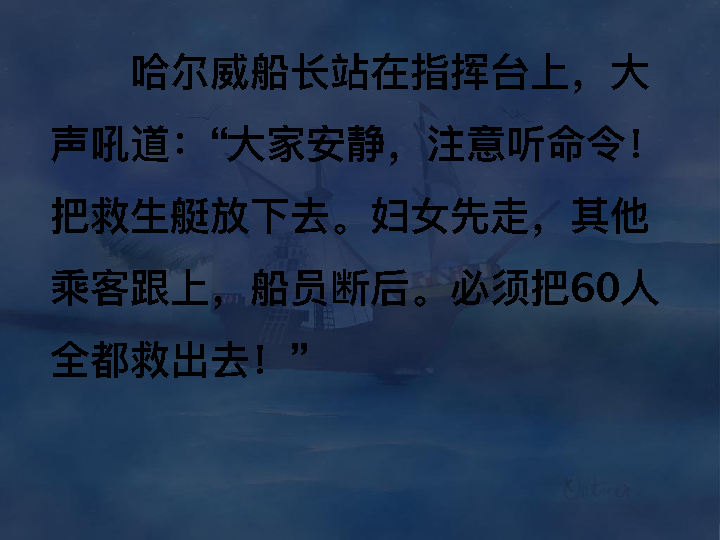 哈尔威船长站在指挥台上，大
声吼道：“大家安静，注意听命令！
把救生艇放下去。妇女先走，其他
乘客跟上，船员断后。必须把60人
全都救出去！”